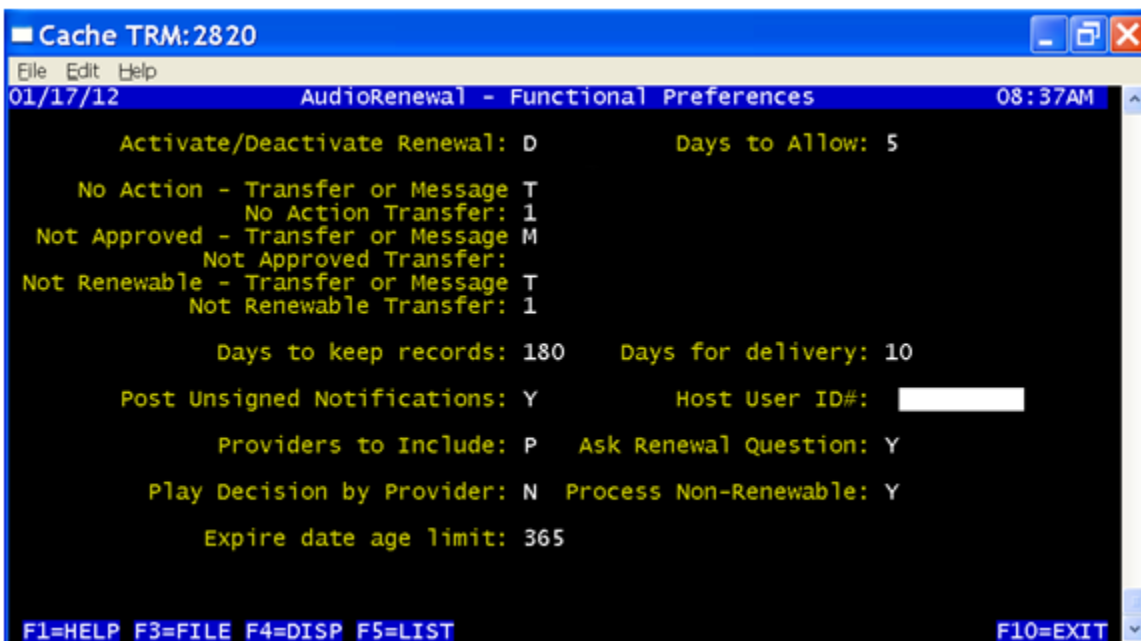 Cache TRM:2820
File Edit Help
01/17/12 AudioRenewal - Functional Preferences 08:37AM
Activate/Deactivate Renewal: D Days to Allow: 5
No Action - Transfer or Message T
No Action Transfer: 1
Not Approved - Transfer or Message M
Not Approved Transfer:
Not Renewable - Transfer or Message T
Not Renewable Transfer: 1
Days to keep records: 180 Days for delivery: 10
Post Unsigned Notifications: Y Host User ID#:
Providers to Include: P Ask Renewal Question: Y
Play Decision by Provider: N Process Non-Renewable: Y
Expire date age limit: 365
F1=HELP F3=FILE F4=DISP F5=LIST F10=EXIT